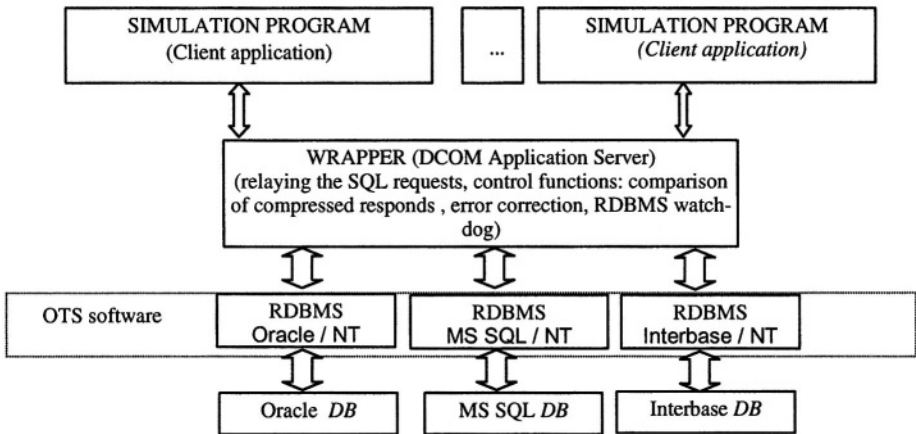 SIMULATION PROGRAM
(Client application)
...
SIMULATION PROGRAM
(Client application)
WRAPPER (DCOM Application Server)
(relaying the SQL requests, control functions: comparison
of compressed responds , error correction, RDBMS watch-
dog)
OTS software
RDBMS
Oracle / NT
RDBMS
MS SQL / NT
RDBMS
Interbase / NT
Oracle DB
MS SQL DB
Interbase DB